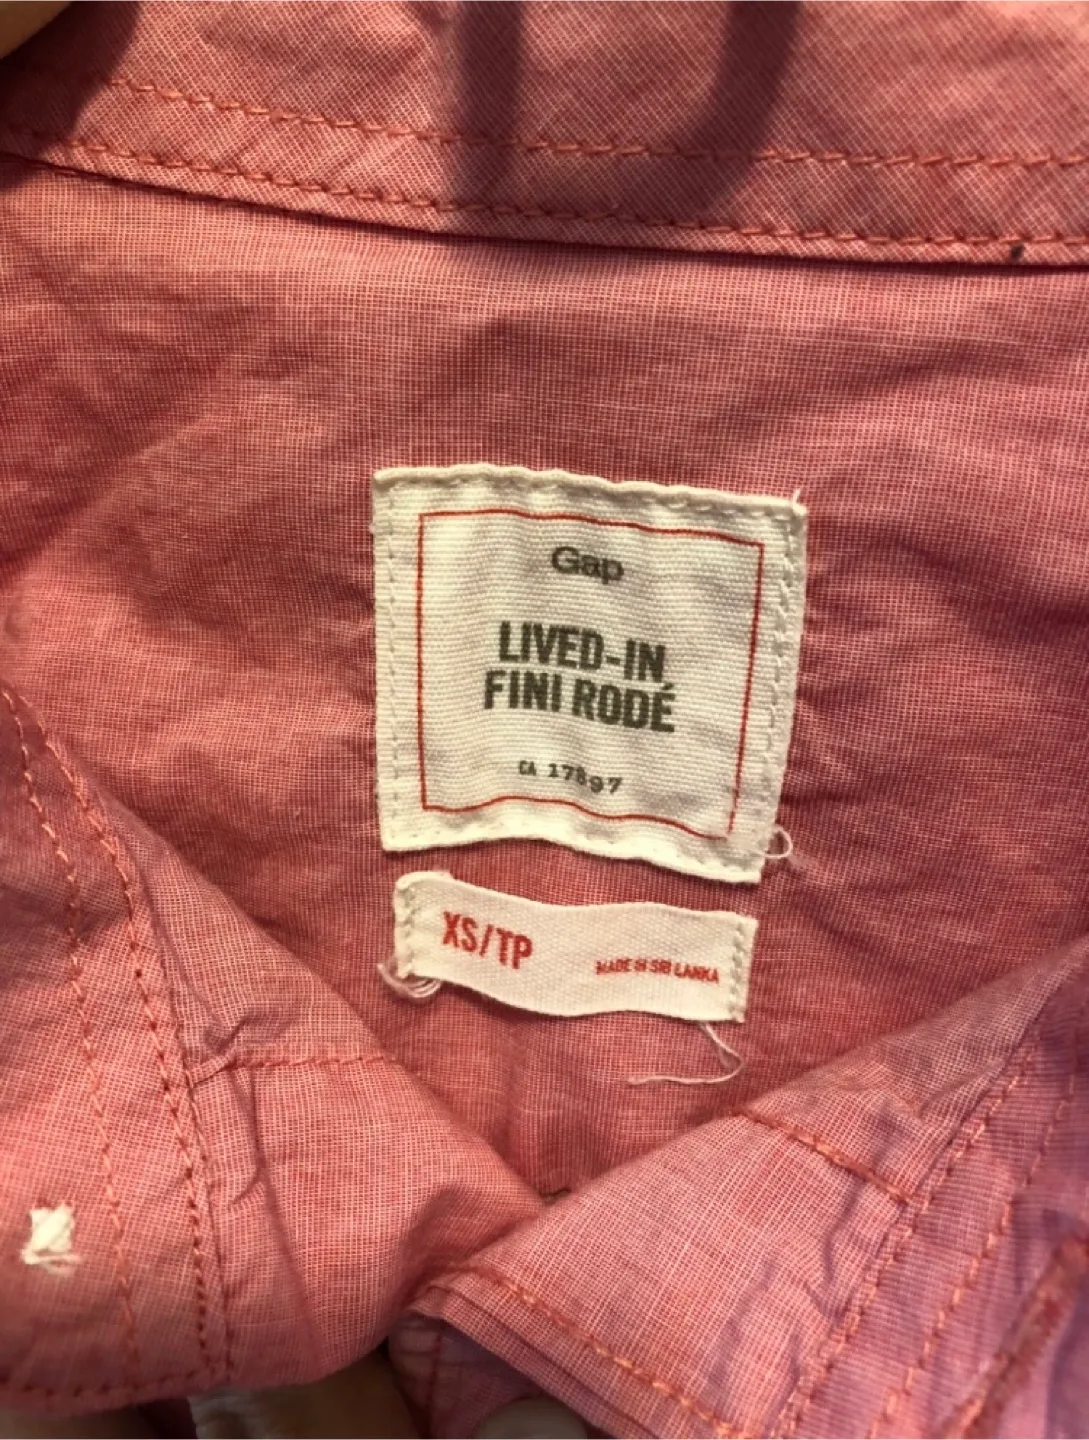 Gap
LIVED-IN
FINI RODÉ
CA 17897
XS/TP
MADE IN SRI LANKA